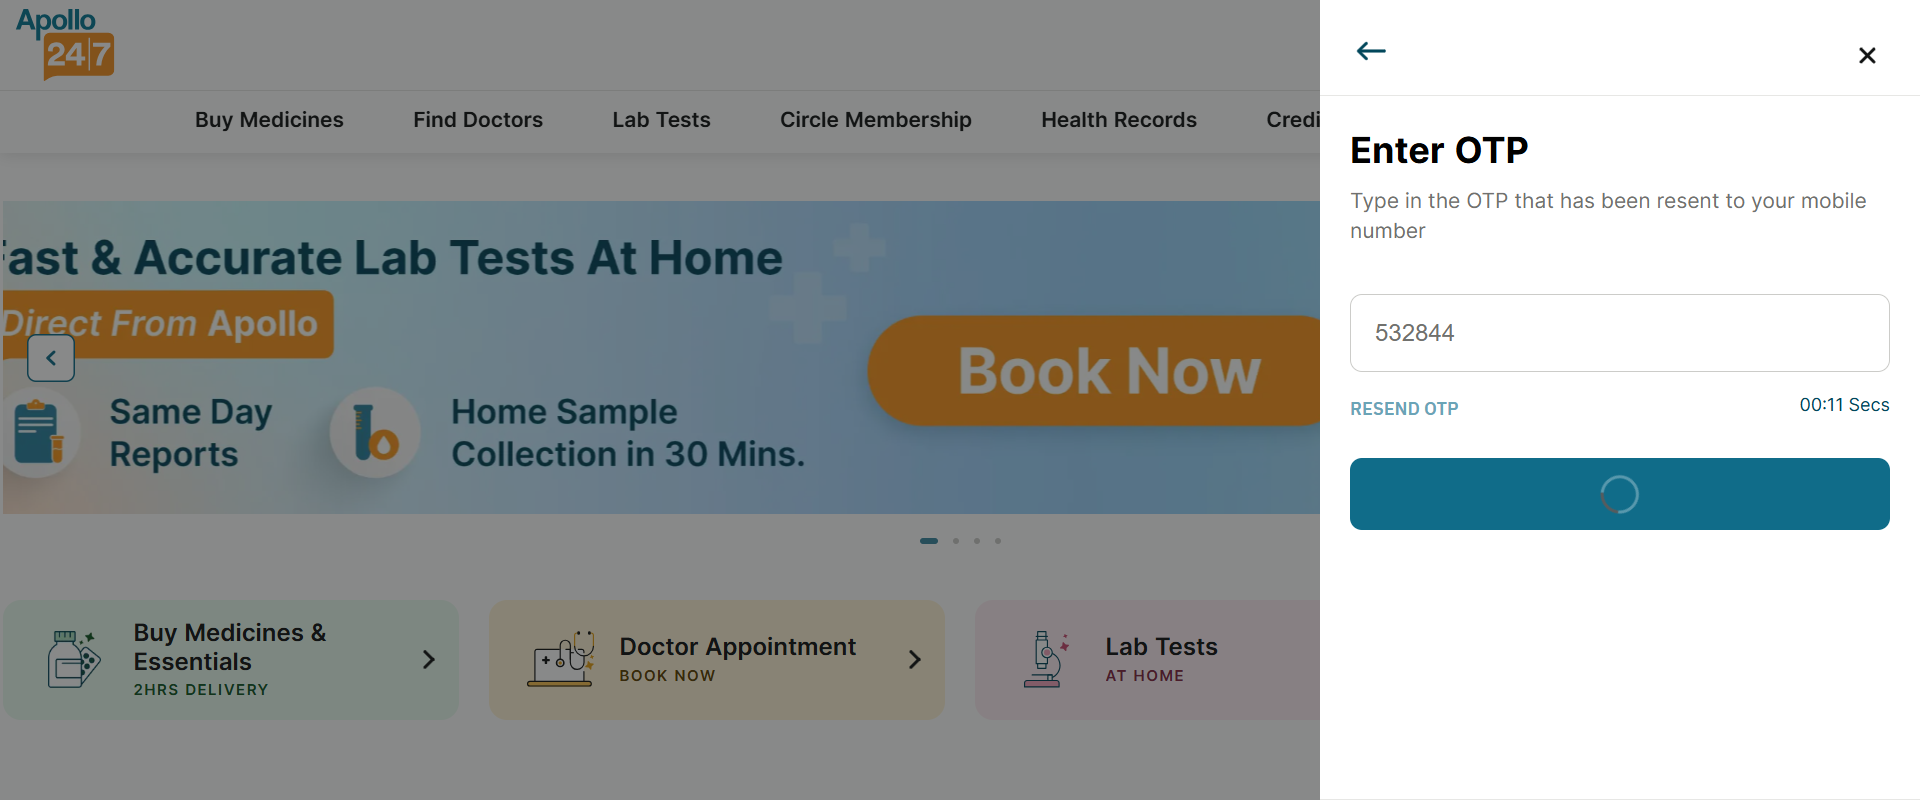 Apollo
24|7
Buy Medicines
Find Doctors
Lab Tests
Circle Membership
Health Records
Credi
Fast & Accurate Lab Tests At Home
Direct From Apollo
Same Day
Reports
Home Sample
Collection in 30 Mins.
Book Now
Buy Medicines &
Essentials
2HRS DELIVERY
Doctor Appointment
BOOK NOW
Lab Tests
AT HOME
Enter OTP
Type in the OTP that has been resent to your mobile
number
532844
RESEND OTP
00:11 Secs